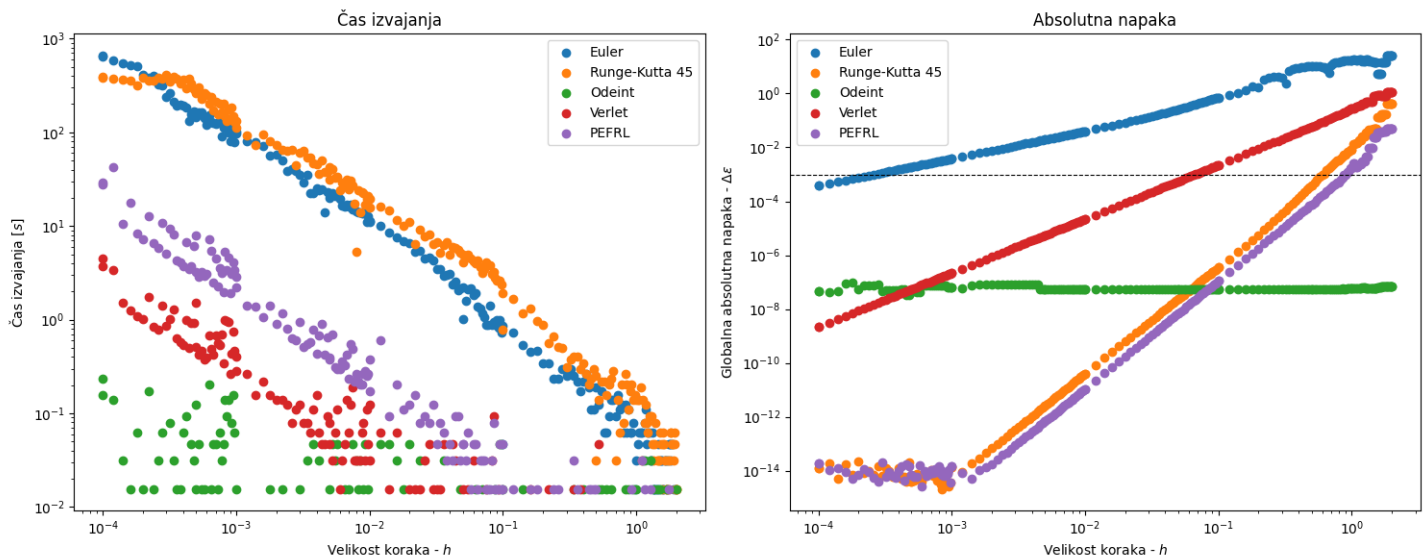 Čas izvajanja
Čas izvajanja [s]
10³
10²
10¹
10⁰
10⁻¹
10⁻²
Euler
Runge-Kutta 45
Odeint
Verlet
PEFRL
10⁻⁴
10⁻³
10⁻²
10⁻¹
10⁰
Velikost koraka - h
Absolutna napaka
Globalna absolutna napaka - Δε
10²
10⁰
10⁻²
10⁻⁴
10⁻⁶
10⁻⁸
10⁻¹⁰
10⁻¹²
10⁻¹⁴
Euler
Runge-Kutta 45
Odeint
Verlet
PEFRL
10⁻⁴
10⁻³
10⁻²
10⁻¹
10⁰
Velikost koraka - h